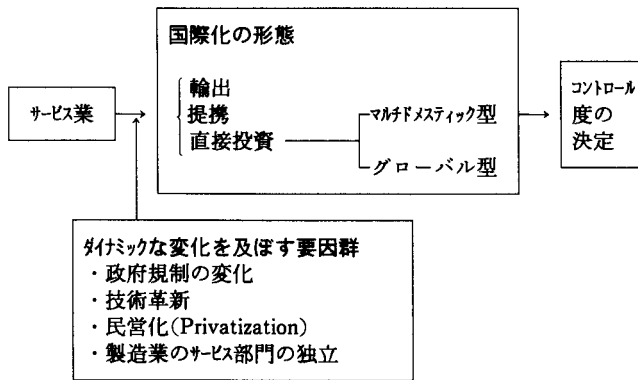 国際化の形態
輸出
提携
直接投資
マルチドメスティック型
グローバル型
サービス業
コントロール
度の
決定
ダイナミックな変化を及ぼす要因群
・政府規制の変化
・技術革新
・民営化(Privatization)
・製造業のサービス部門の独立